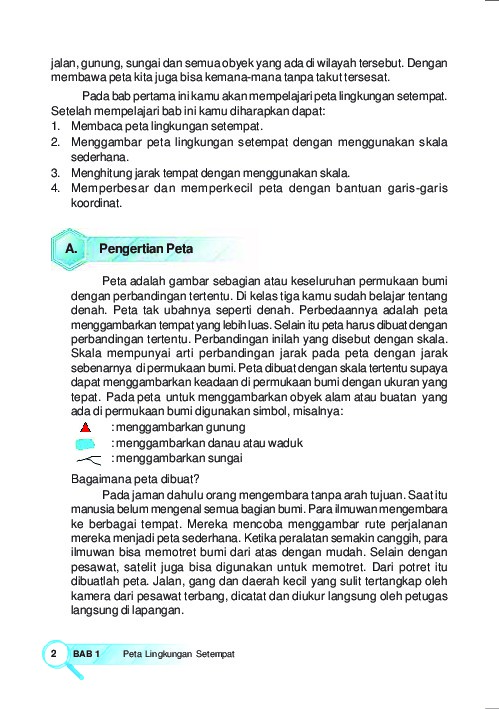 jalan, gunung, sungai dan semua obyek yang ada di wilayah tersebut. Dengan
membawa peta kita juga bisa kemana-mana tanpa takut tersesat.
Pada bab pertama ini kamu akan mempelajari peta lingkungan setempat.
Setelah mempelajari bab ini kamu diharapkan dapat:
1. Membaca peta lingkungan setempat.
2. Menggambar peta lingkungan setempat dengan menggunakan skala
sederhana.
3. Menghitung jarak tempat dengan menggunakan skala.
4. Memperbesar dan memperkecil peta dengan bantuan garis-garis
koordinat.
A. Pengertian Peta
Peta adalah gambar sebagian atau keseluruhan permukaan bumi
dengan perbandingan tertentu. Di kelas tiga kamu sudah belajar tentang
denah. Peta tak ubahnya seperti denah. Perbedaannya adalah peta
menggambarkan tempat yang lebih luas. Selain itu peta harus dibuat dengan
perbandingan tertentu. Perbandingan inilah yang disebut dengan skala.
Skala mempunyai arti perbandingan jarak pada peta dengan jarak
sebenarnya di permukaan bumi. Peta dibuat dengan skala tertentu supaya
dapat menggambarkan keadaan di permukaan bumi dengan ukuran yang
tepat. Pada peta untuk menggambarkan obyek alam atau buatan yang
ada di permukaan bumi digunakan simbol, misalnya:
: menggambarkan gunung
: menggambarkan danau atau waduk
: menggambarkan sungai
Bagaimana peta dibuat?
Pada jaman dahulu orang mengembara tanpa arah tujuan. Saat itu
manusia belum mengenal semua bagian bumi. Para ilmuwan mengembara
ke berbagai tempat. Mereka mencoba menggambar rute perjalanan
mereka menjadi peta sederhana. Ketika peralatan semakin canggih, para
ilmuwan bisa memotret bumi dari atas dengan mudah. Selain dengan
pesawat, satelit juga bisa digunakan untuk memotret. Dari potret itu
dibuatlah peta. Jalan, gang dan daerah kecil yang sulit tertangkap oleh
kamera dari pesawat terbang, dicatat dan diukur langsung oleh petugas
langsung di lapangan.
2 BAB 1 Peta Lingkungan Setempat